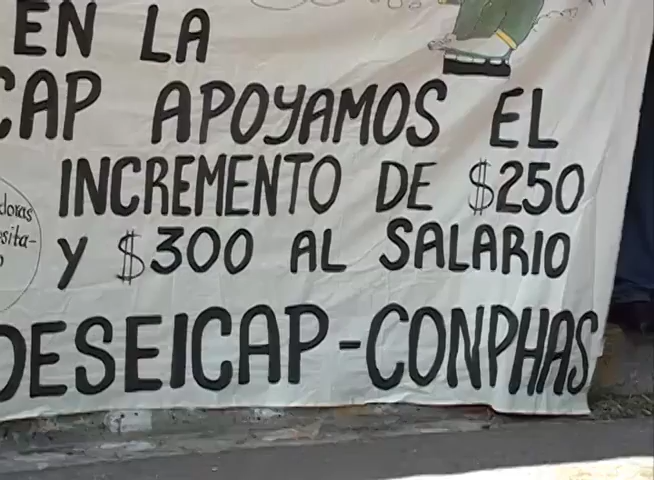 EN LA
CAP APOYAMOS EL
INCREMENTO DE $250
Y $300 AL SALARIO
DESEICAP-CONPHAS